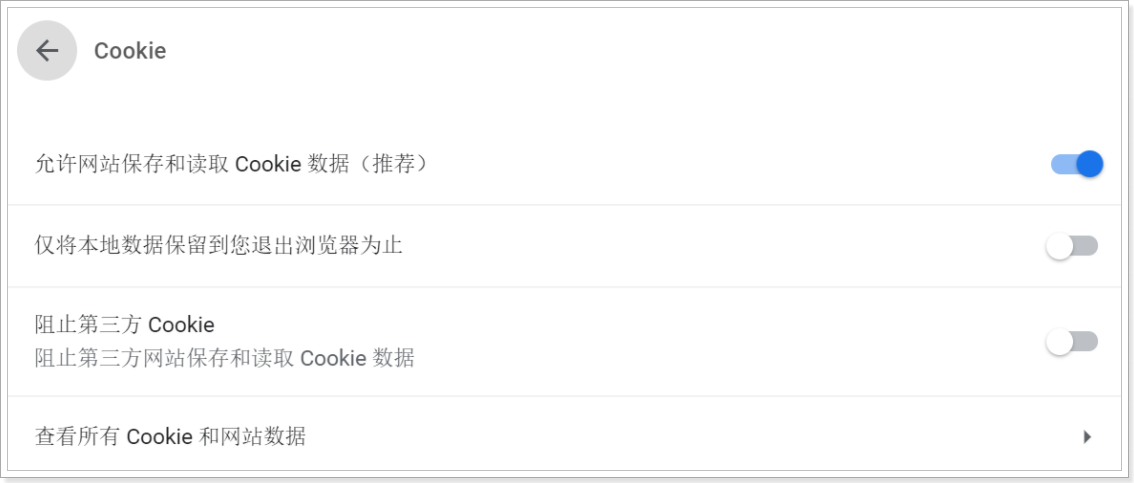 Cookie
允许网站保存和读取 Cookie 数据（推荐）
仅将本地数据保留到您退出浏览器为止
阻止第三方 Cookie
阻止第三方网站保存和读取 Cookie 数据
查看所有 Cookie 和网站数据